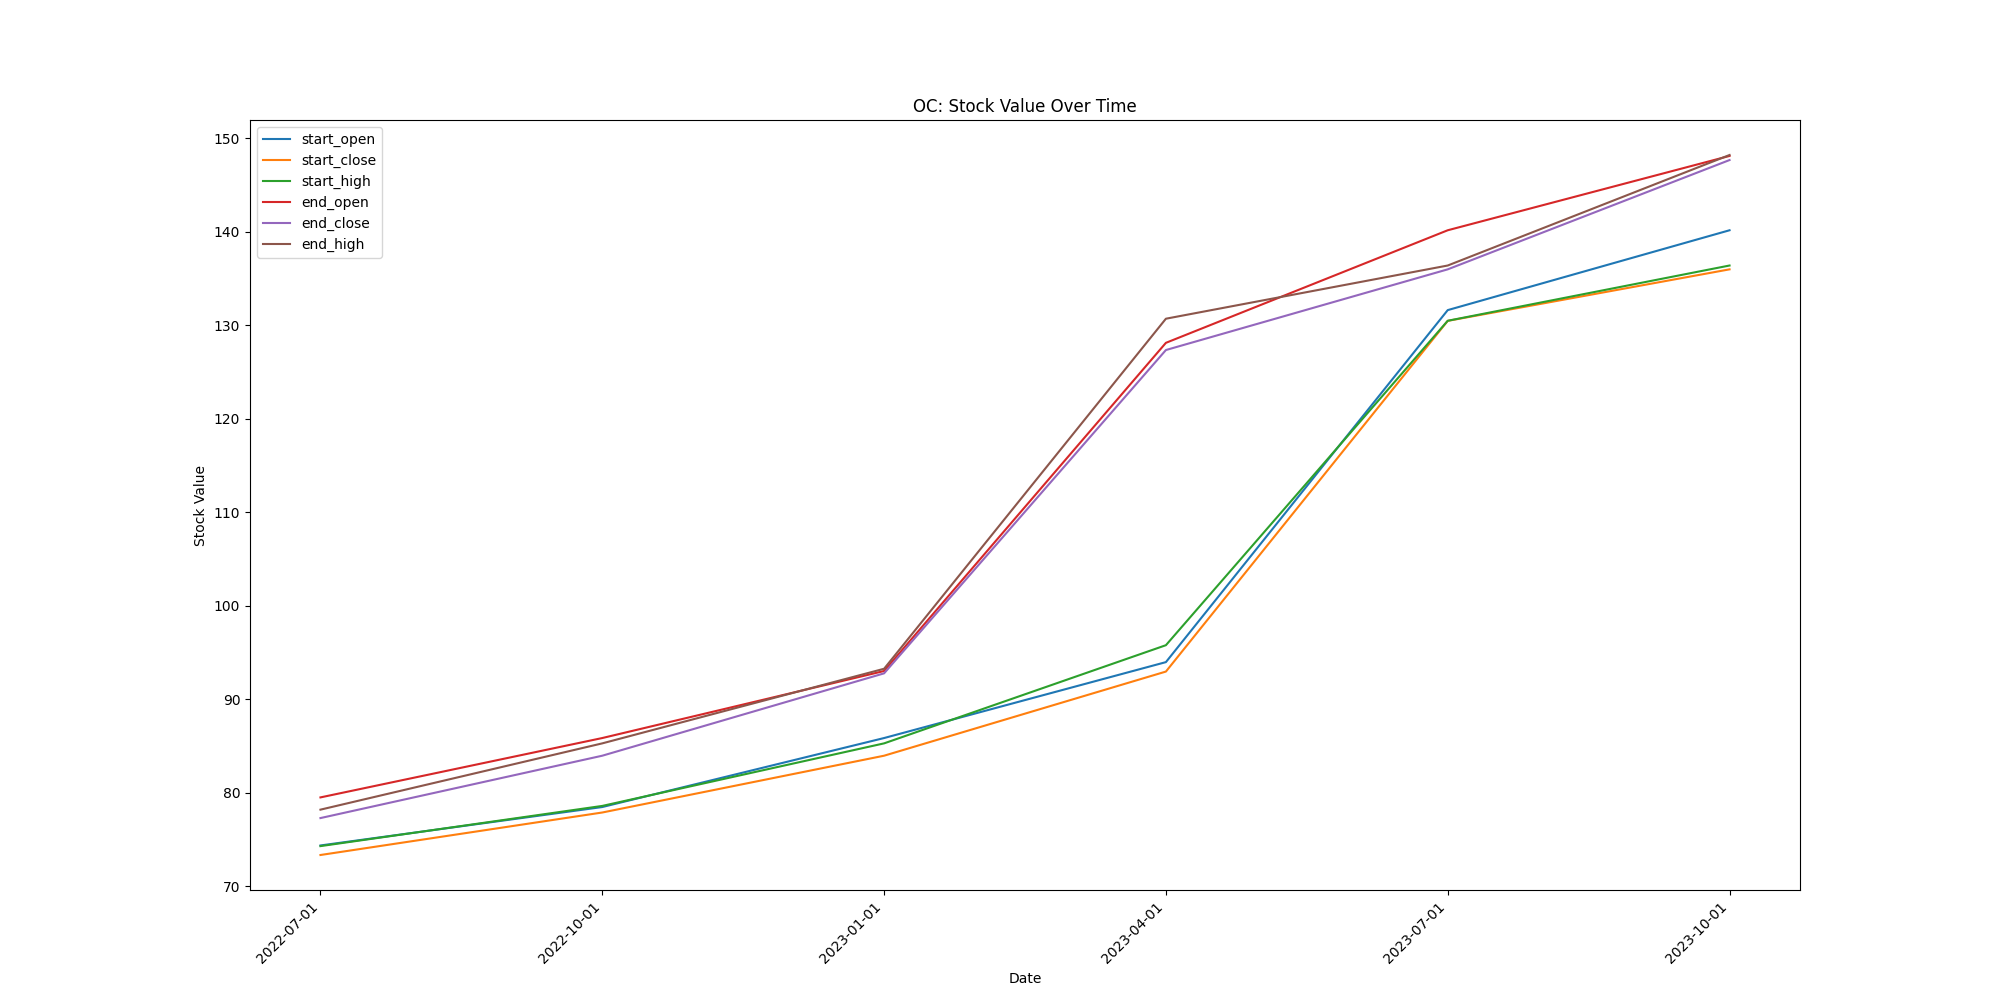 OC: Stock Value Over Time
start_open
start_close
start_high
end_open
end_close
end_high
150
140
130
120
110
100
90
80
70
Stock Value
2022-07-01
2022-10-01
2023-01-01
2023-04-01
2023-07-01
2023-10-01
Date